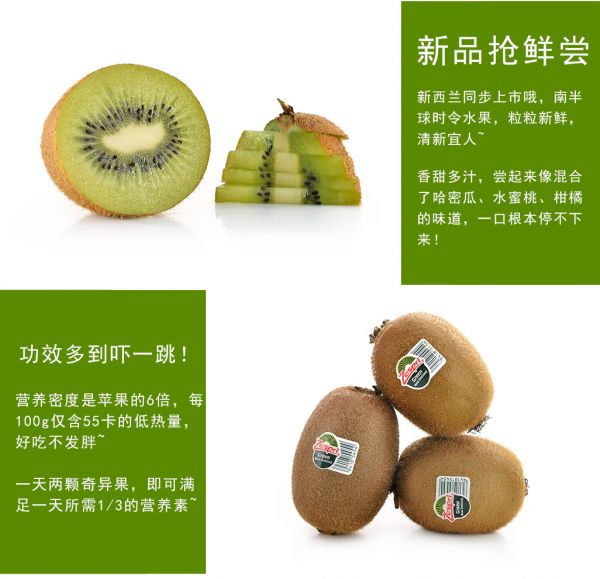 新品抢鲜尝
新西兰同步上市哦，南半
球时令水果，粒粒新鲜，
清新宜人~
香甜多汁，尝起来像混合
了哈密瓜、水蜜桃、柑橘
的味道，一口根本停不下
来！
功效多到吓一跳！
营养密度是苹果的6倍，每
100g仅含55卡的低热量，
好吃不发胖~
一天两颗奇异果，即可满
足一天所需1/3的营养素~
Zespri
Green
Zespri
Green
Zespri
Green